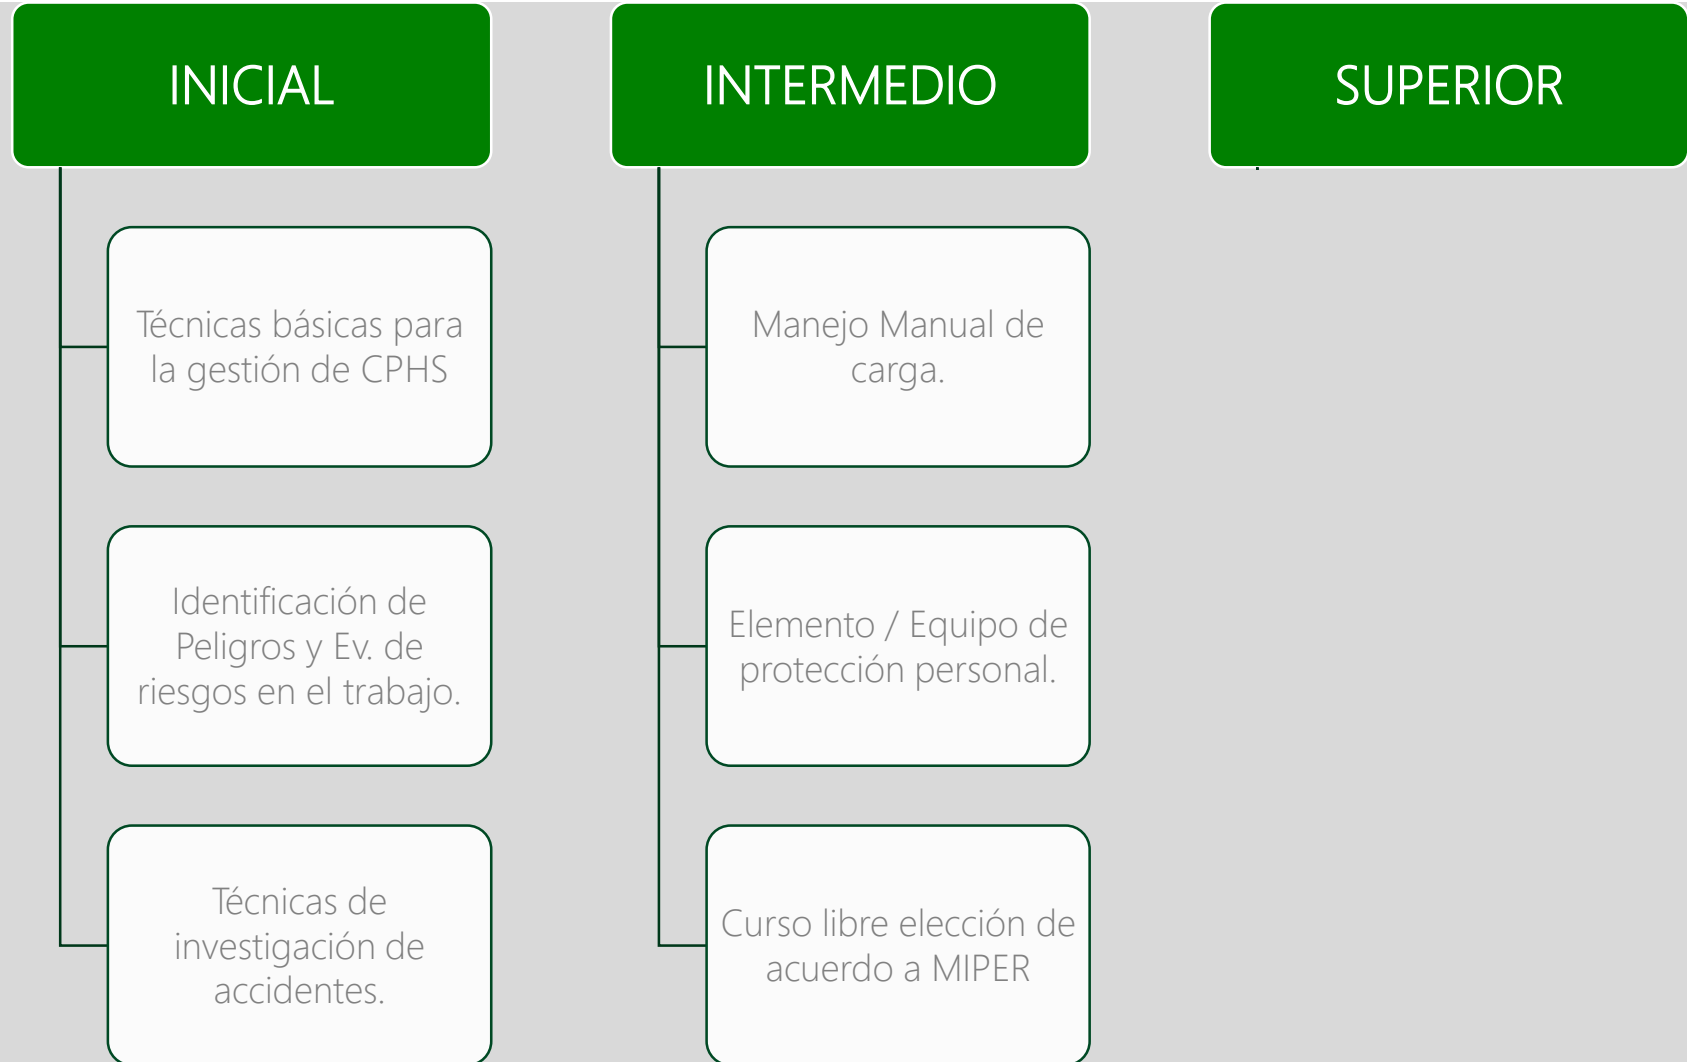 INICIAL
Técnicas básicas para
la gestión de CPHS
Identificación de
Peligros y Ev. de
riesgos en el trabajo.
Técnicas de
investigación de
accidentes.
INTERMEDIO
Manejo Manual de
carga.
Elemento / Equipo de
protección personal.
Curso libre elección de
acuerdo a MIPER
SUPERIOR